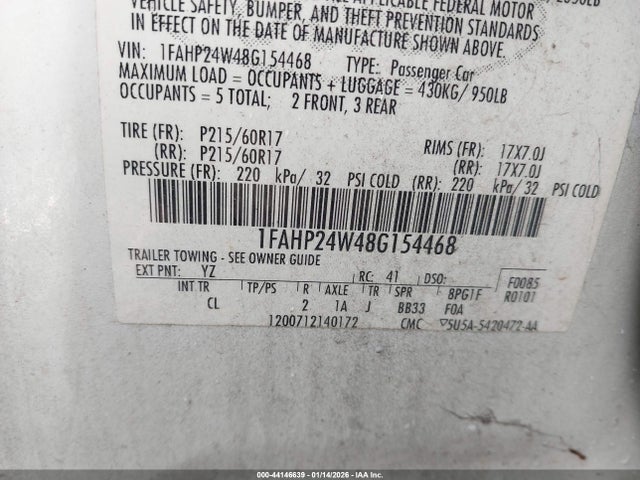 ALL APPLICABLE FEDERAL MOTOR
VEHICLE SAFETY, BUMPER, AND THEFT PREVENTION STANDARDS
IN EFFECT ON THE DATE OF MANUFACTURE SHOWN ABOVE.
VIN: 1FAHP24W48G154468 TYPE: Passenger Car
MAXIMUM LOAD = OCCUPANTS + LUGGAGE = 430KG/ 950LB
OCCUPANTS = 5 TOTAL; 2 FRONT, 3 REAR
TIRE (FR): P215/60R17 RIMS (FR): 17X7.0J
(RR): P215/60R17 (RR): 17X7.0J
PRESSURE (FR): 220 kPa/ 32 PSI COLD (RR): 220 kPa/ 32 PSI COLD
1FAHP24W48G154468
TRAILER TOWING - SEE OWNER GUIDE
EXT PNT: YZ RC: 41 DSO: F0085
INT TR TP/PS R AXLE TR SPR 8PG1F R0101
CL 2 1A J BB33 F0A
1200712140172 CMC 5U5A-5420472-AA
000-44146639 - 01/14/2026 - IAA Inc.